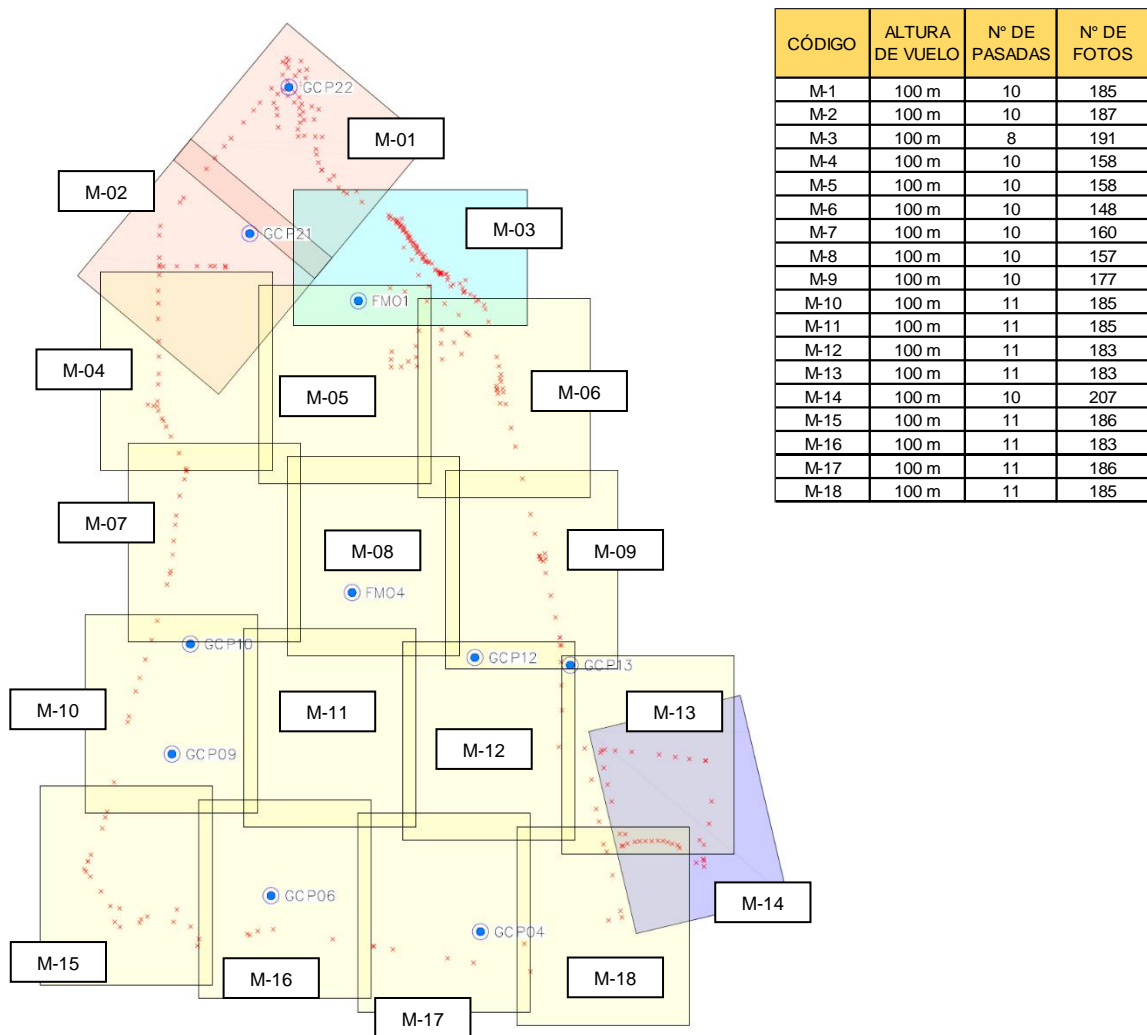 GCP22
M-01
M-02
GCP21
M-03
FM01
M-04
M-05
M-06
M-07
M-08
M-09
FM04
GCP10
GCP12
GCP13
M-10
M-11
M-12
M-13
GCP09
GCP06
M-14
GCP04
M-15
M-16
M-17
M-18
CÓDIGO ALTURA DE VUELO N° DE PASADAS N° DE FOTOS
M-1 100 m 10 185
M-2 100 m 10 187
M-3 100 m 8 191
M-4 100 m 10 158
M-5 100 m 10 158
M-6 100 m 10 148
M-7 100 m 10 160
M-8 100 m 10 157
M-9 100 m 10 177
M-10 100 m 11 185
M-11 100 m 11 185
M-12 100 m 11 183
M-13 100 m 11 183
M-14 100 m 10 207
M-15 100 m 11 186
M-16 100 m 11 183
M-17 100 m 11 186
M-18 100 m 11 185